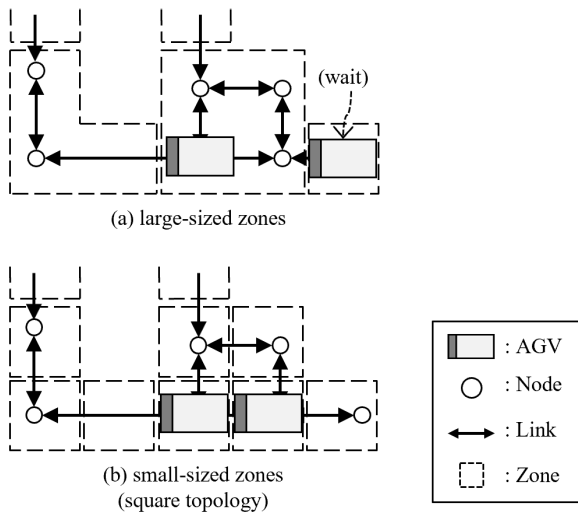 (wait)
(a) large-sized zones
(b) small-sized zones
(square topology)
: AGV
: Node
: Link
: Zone